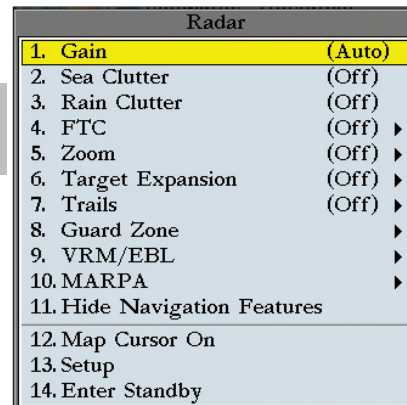 Radar
1. Gain (Auto)
2. Sea Clutter (Off)
3. Rain Clutter (Off)
4. FTC (Off)
5. Zoom (Off)
6. Target Expansion (Off)
7. Trails (Off)
8. Guard Zone
9. VRM/EBL
10. MARPA
11. Hide Navigation Features
12. Map Cursor On
13. Setup
14. Enter Standby